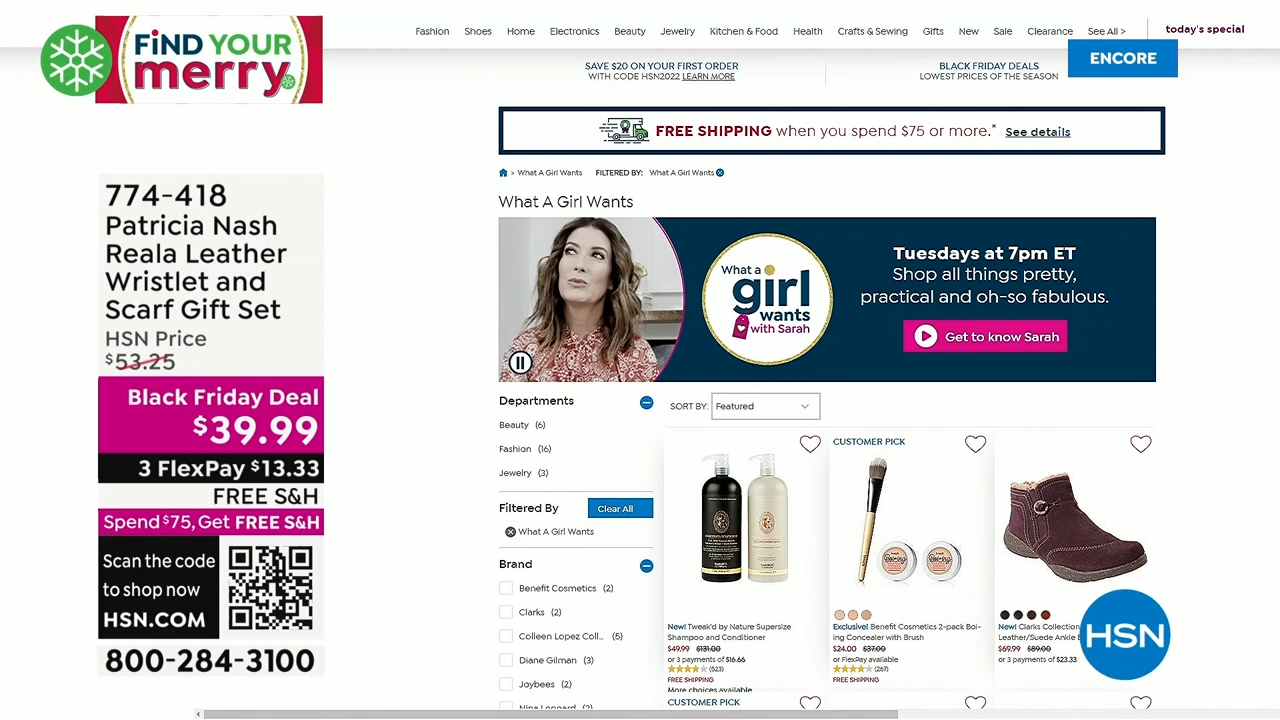 FiND YOUR
merry
774-418
Patricia Nash
Reala Leather
Wristlet and
Scarf Gift Set
HSN Price
$53.25
Black Friday Deal
$39.99
3 FlexPay $13.33
FREE S&H
Spend $75, Get FREE S&H
Scan the code
to shop now
HSN.COM
800-284-3100
Fashion Shoes Home Electronics Beauty Jewelry Kitchen & Food Health Crafts & Sewing Gifts New Sale Clearance See All > today's special
ENCORE
SAVE $20 ON YOUR FIRST ORDER
WITH CODE HSN2022 LEARN MORE
BLACK FRIDAY DEALS
LOWEST PRICES OF THE SEASON
FREE SHIPPING when you spend $75 or more.* See details
> What A Girl Wants FILTERED BY: What A Girl Wants
What A Girl Wants
What a
girl
wants
with Sarah
Tuesdays at 7pm ET
Shop all things pretty,
practical and oh-so fabulous.
Get to know Sarah
Departments
Beauty (6)
Fashion (16)
Jewelry (3)
Filtered By Clear All
What A Girl Wants
Brand
Benefit Cosmetics (2)
Clarks (2)
Colleen Lopez Coll... (5)
Diane Gilman (3)
Joybees (2)
Nina Leonard (2)
SORT BY: Featured
New! Tweak'd by Nature Supersize
Shampoo and Conditioner
$49.99 $131.00
or 3 payments of $16.66
(523)
FREE SHIPPING
More choices available
CUSTOMER PICK
CUSTOMER PICK
Exclusive! Benefit Cosmetics 2-pack Boi-
ing Concealer with Brush
$24.00 $37.00
or FlexPay available
(267)
FREE SHIPPING
New! Clarks Collection
Leather/Suede Ankle
$69.99 $89.00
or 3 payments of $23.33
HSN